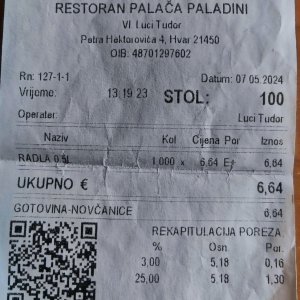 RESTORAN PALAČA PALADINI
Vl. Luci Tudor
Petra Hektorovića 4, Hvar 21450
OIB: 48701297602
Rn: 127-1-1 Datum: 07.05.2024
Vrijeme: 13:19:23 STOL: 100
Operater: Luci Tudor
Naziv Kol Cijena Por Iznos
RADLA 0.5L 1,000 x 6,64 6,64
UKUPNO € 6,64
GOTOVINA-NOVČANICE 6,64
REKAPITULACIJA POREZA
% Osn. Por.
3,00 5,18 0,16
25,00 5,18 1,30